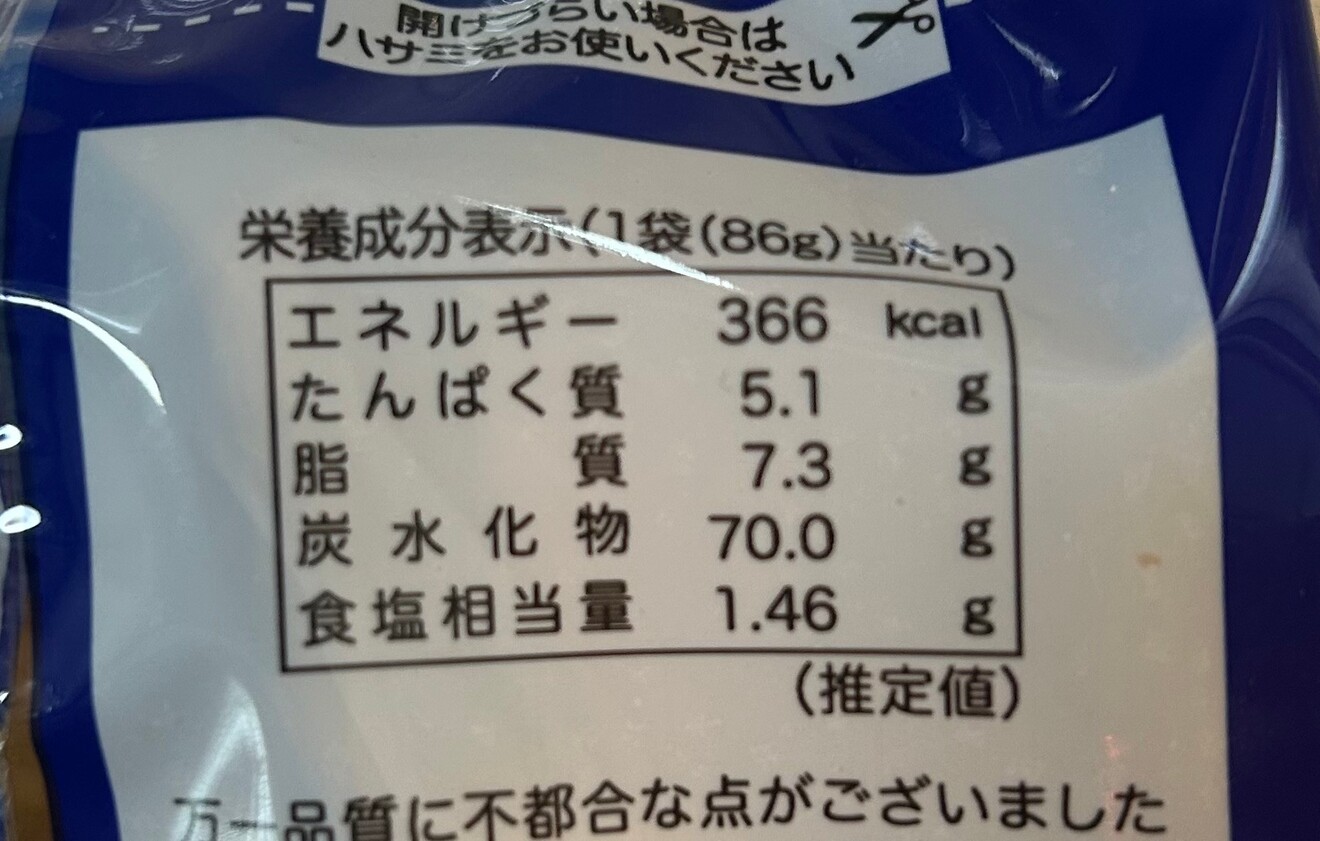 開けづらい場合は
ハサミをお使いください
栄養成分表示(1袋(86g)当たり)
エネルギー 366 kcal
たんぱく質 5.1 g
脂質 7.3 g
炭水化物 70.0 g
食塩相当量 1.46 g
(推定値)
万一品質に不都合な点がございました